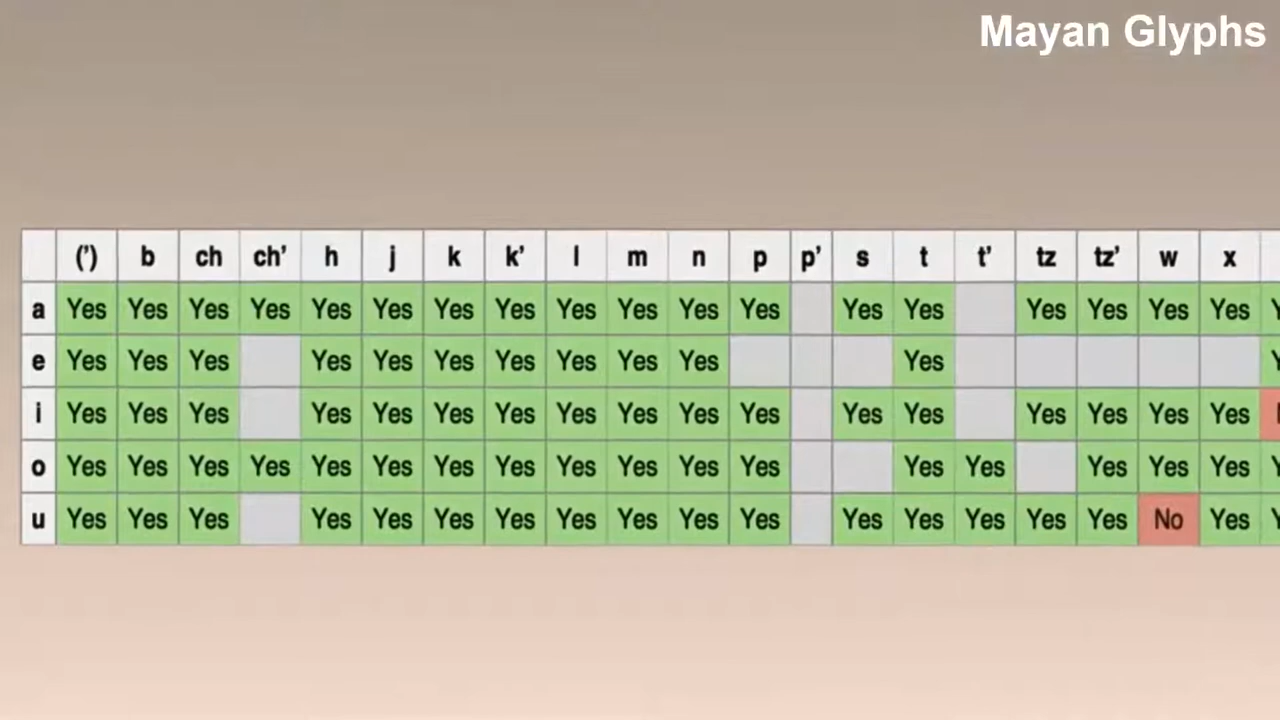 Mayan Glyphs
(’) b ch ch’ h j k k’ l m n p p’ s t t’ tz tz’ w x
a Yes Yes Yes Yes Yes Yes Yes Yes Yes Yes Yes Yes Yes Yes Yes Yes Yes Yes
e Yes Yes Yes Yes Yes Yes Yes Yes Yes Yes Yes
i Yes Yes Yes Yes Yes Yes Yes Yes Yes Yes Yes Yes Yes Yes Yes Yes Yes
o Yes Yes Yes Yes Yes Yes Yes Yes Yes Yes Yes Yes Yes Yes Yes Yes Yes
u Yes Yes Yes Yes Yes Yes Yes Yes Yes Yes Yes Yes Yes Yes Yes Yes No Yes